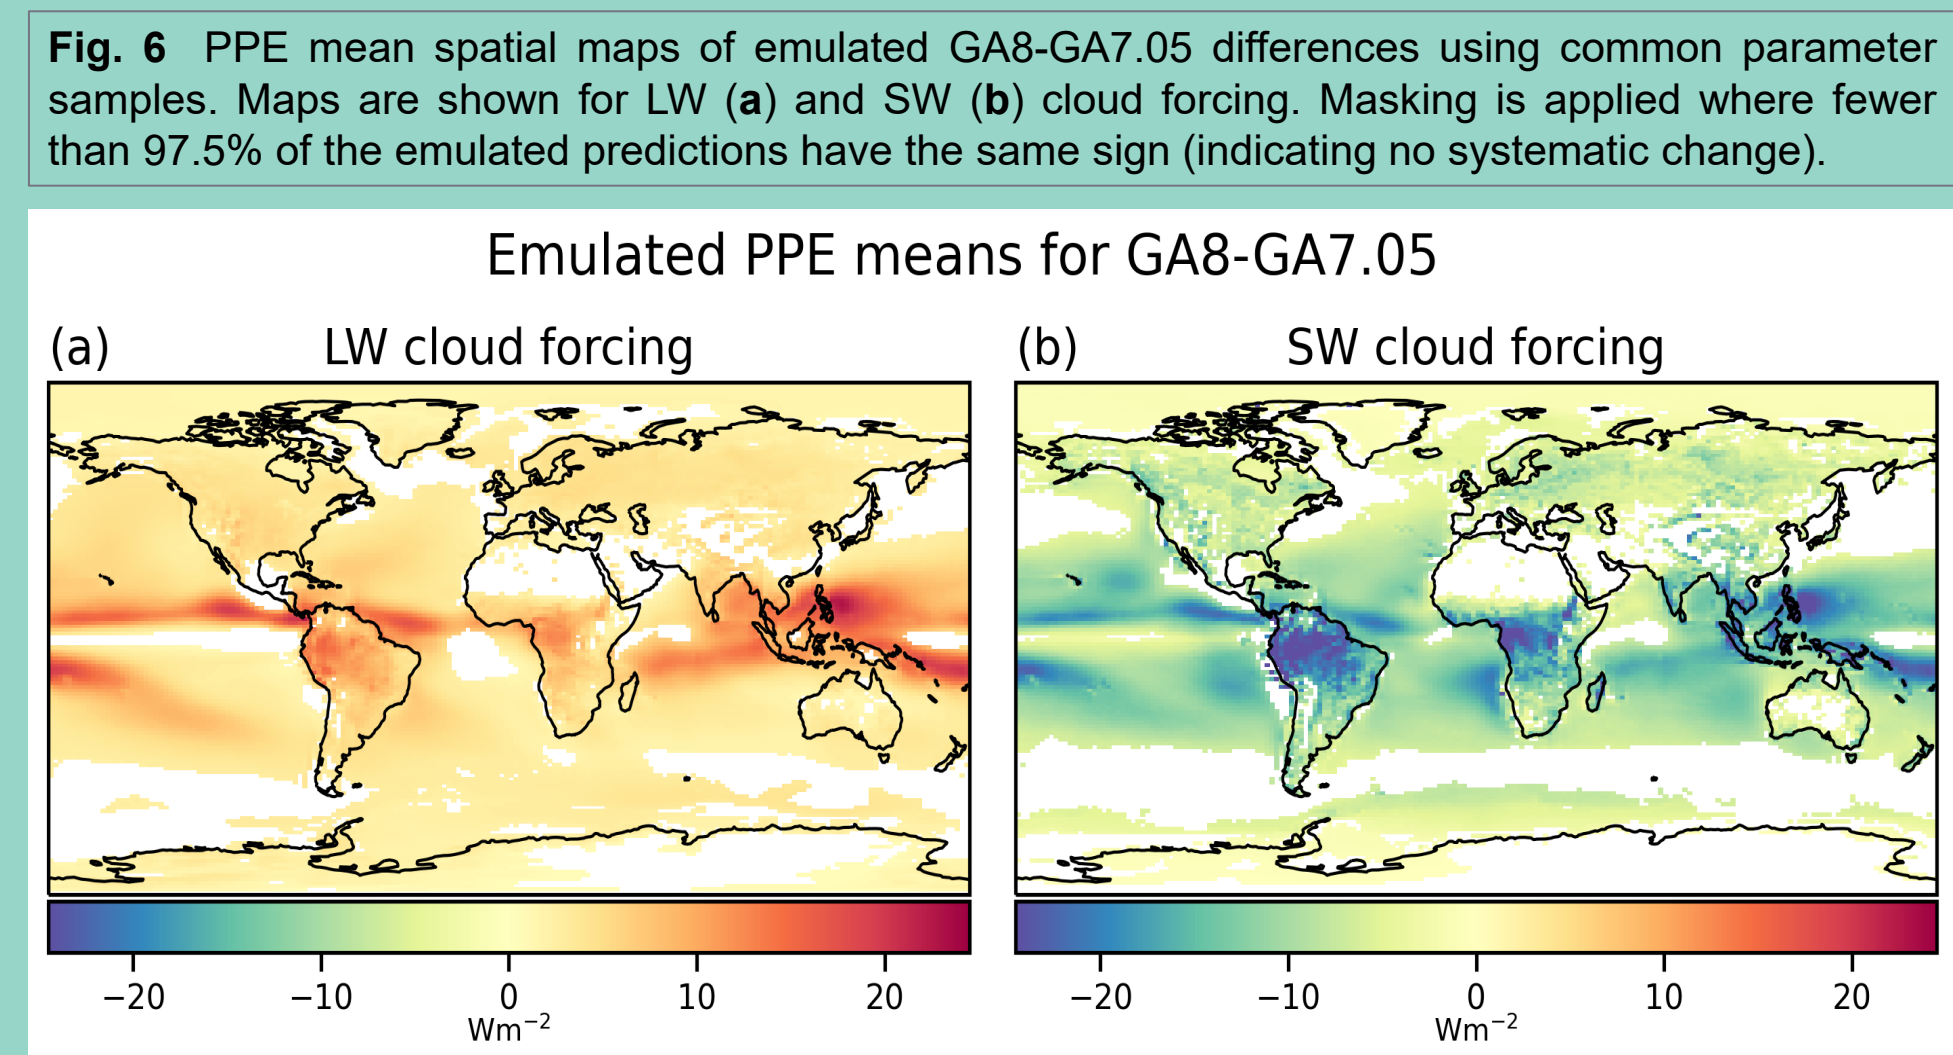 Fig. 6 PPE mean spatial maps of emulated GA8-GA7.05 differences using common parameter
samples. Maps are shown for LW (a) and SW (b) cloud forcing. Masking is applied where fewer
than 97.5% of the emulated predictions have the same sign (indicating no systematic change).
Emulated PPE means for GA8-GA7.05
(a) LW cloud forcing
(b) SW cloud forcing
−20 −10 0 10 20
Wm⁻²
−20 −10 0 10 20
Wm⁻²